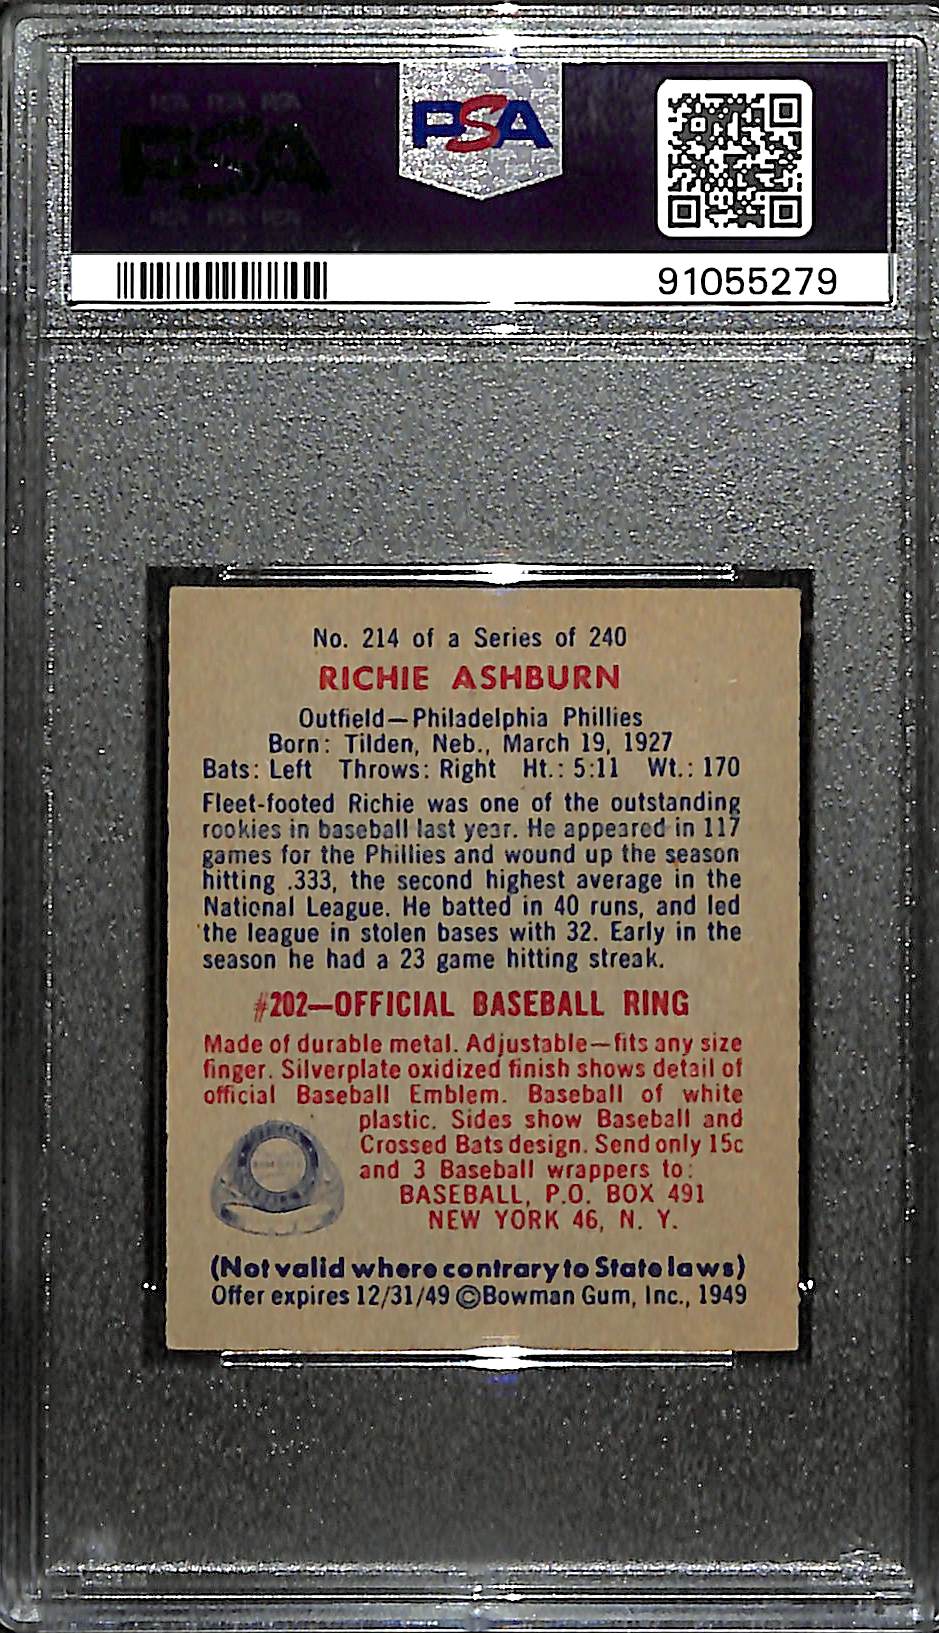 PSA
PSA
91055279
No. 214 of a Series of 240
RICHIE ASHBURN
Outfield—Philadelphia Phillies
Born: Tilden, Neb., March 19, 1927
Bats: Left Throws: Right Ht.: 5:11 Wt.: 170
Fleet-footed Richie was one of the outstanding
rookies in baseball last year. He appeared in 117
games for the Phillies and wound up the season
hitting .333, the second highest average in the
National League. He batted in 40 runs, and led
the league in stolen bases with 32. Early in the
season he had a 23 game hitting streak.
#202—OFFICIAL BASEBALL RING
Made of durable metal. Adjustable—fits any size
finger. Silverplate oxidized finish shows detail of
official Baseball Emblem. Baseball of white
plastic. Sides show Baseball and
Crossed Bats design. Send only 15c
and 3 Baseball wrappers to:
BASEBALL, P.O. BOX 491
NEW YORK 46, N. Y.
(Not valid where contrary to State laws)
Offer expires 12/31/49 ©Bowman Gum, Inc., 1949